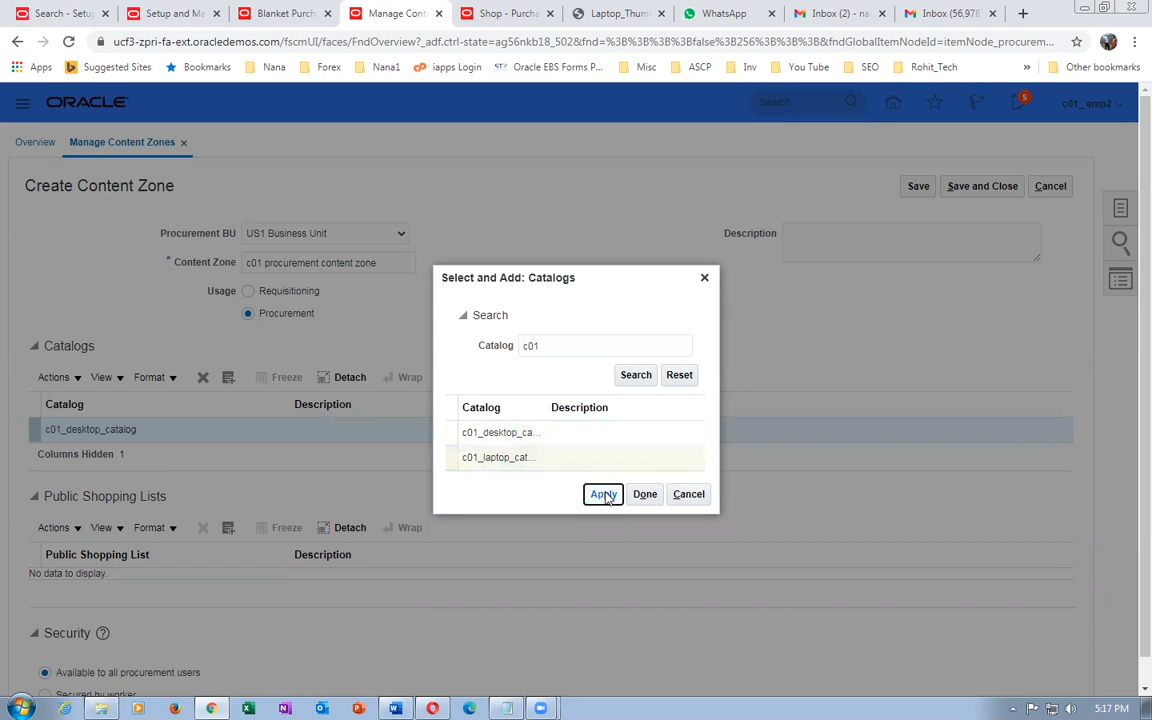 Search - Setu
Setup and Ma
Blanket Purch
Manage Cont
Shop - Purcha
Laptop_Thum
WhatsApp
Inbox (2) - na
Inbox (56,978
ucf3-zpri-fa-ext.oracledemos.com/fscmUI/faces/FndOverview?_adf.ctrl-state=ag56nkb18_502&fnd=%3B%3B%3B%3Bfalse%3B256%3B%3B%3B&fndGlobalItemNodeId=itemNode_procurem...
Apps Suggested Sites Bookmarks Nana Forex Nana1 iapps Login Oracle EBS Forms P... Misc ASCP Inv You Tube SEO Rohit_Tech » Other bookmarks
ORACLE Search 5 c01_ emp2
Overview Manage Content Zones
Create Content Zone Save Save and Close Cancel
Procurement BU US1 Business Unit Description
* Content Zone c01 procurement content zone
Usage Requisitioning
Procurement
Catalogs
Actions View Format Freeze Detach Wrap
Catalog Description
c01_desktop_catalog
Columns Hidden 1
Public Shopping Lists
Actions View Format Freeze Detach Wrap
Public Shopping List Description
No data to display.
Security
Available to all procurement users
Secured by worker
Select and Add: Catalogs
Search
Catalog c01
Search Reset
Catalog Description
c01_desktop_ca...
c01_laptop_cat...
Apply Done Cancel
5:17 PM